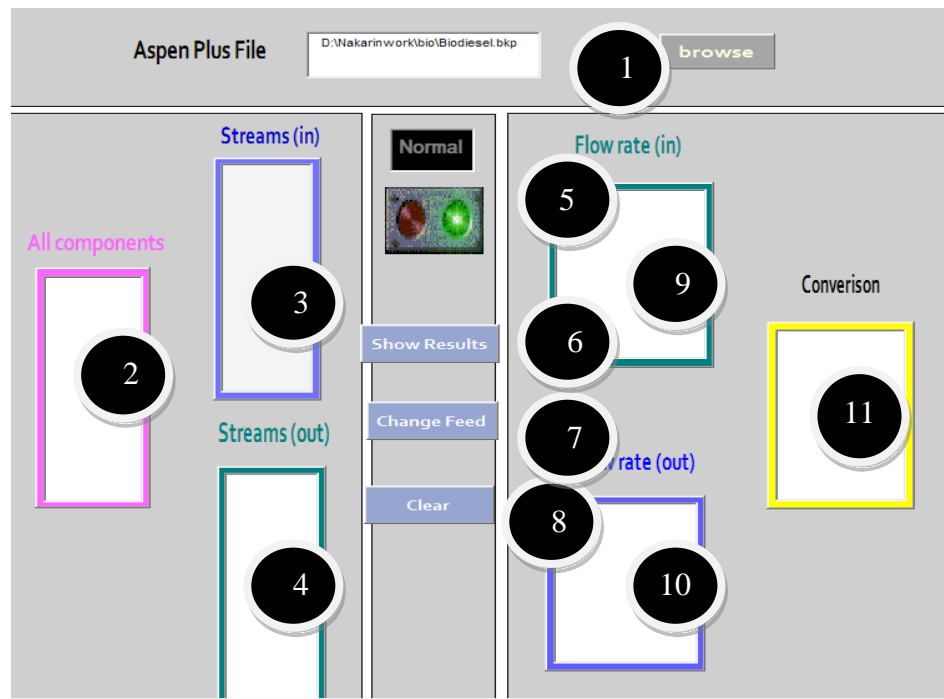 Aspen Plus File
D:\Nakarinwork\bio\Biodiesel.bkp
1
browse
Streams (in)
All components
2
3
Streams (out)
4
Normal
Show Results
Change Feed
Clear
Flow rate (in)
5
9
6
7
rate (out)
8
10
Converison
11